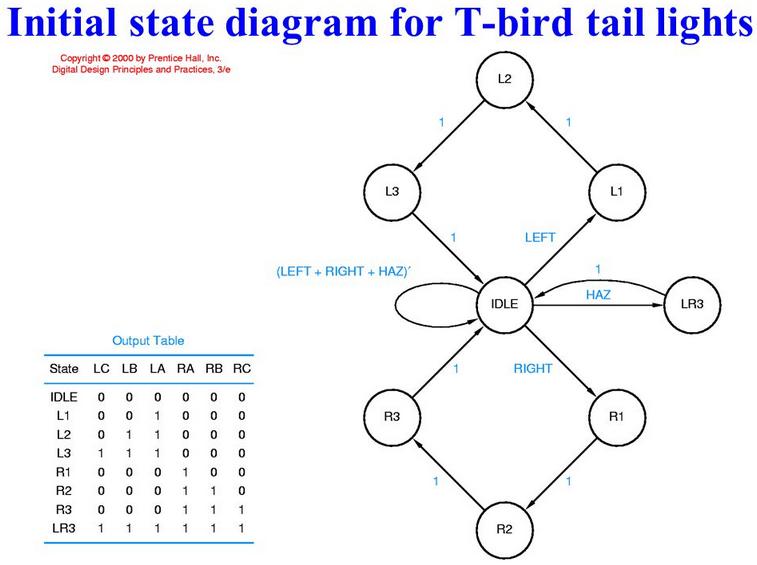 Initial state diagram for T-bird tail lights
Copyright © 2000 by Prentice Hall, Inc.
Digital Design Principles and Practices, 3/e
L2
1 1
L3 L1
1 LEFT
(LEFT + RIGHT + HAZ)′
1
IDLE HAZ LR3
1 RIGHT
R3 R1
1 1
R2
Output Table
State LC LB LA RA RB RC
IDLE 0 0 0 0 0 0
L1 0 0 1 0 0 0
L2 0 1 1 0 0 0
L3 1 1 1 0 0 0
R1 0 0 0 1 0 0
R2 0 0 0 1 1 0
R3 0 0 0 1 1 1
LR3 1 1 1 1 1 1